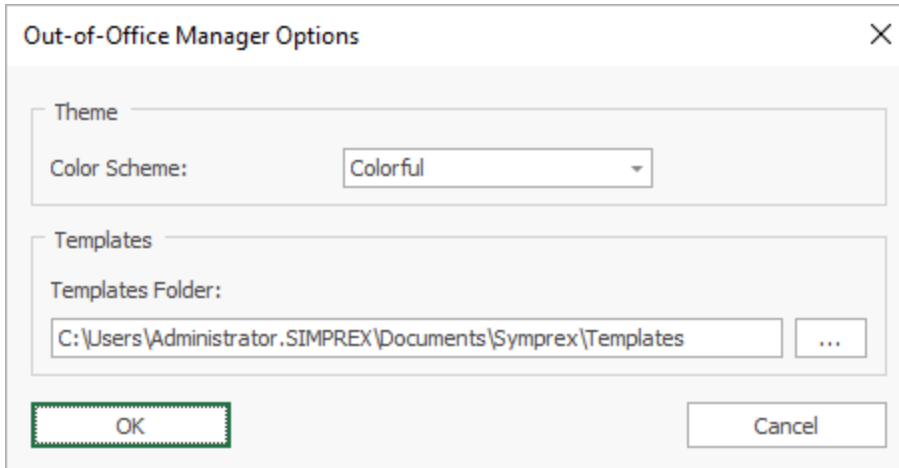 Out-of-Office Manager Options
Theme
Color Scheme:
Colorful
Templates
Templates Folder:
C:\Users\Administrator.SIMPREX\Documents\Symprex\Templates
...
OK
Cancel